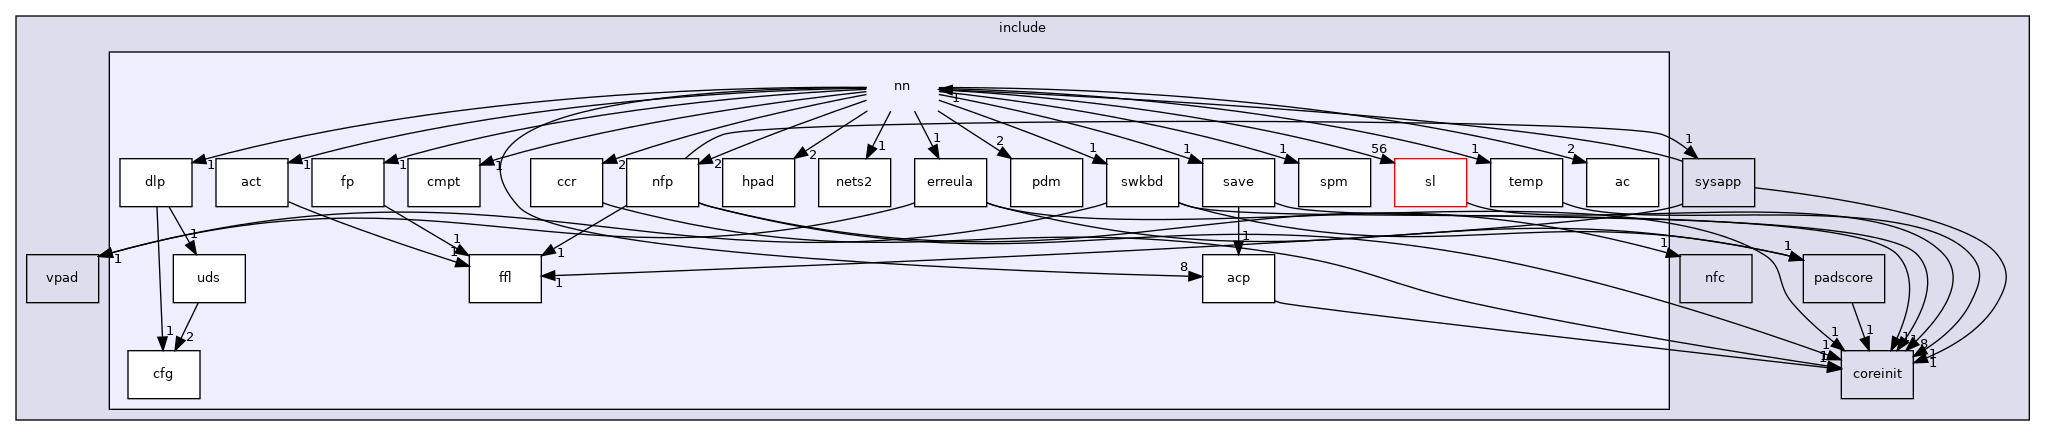 include
nn
1
1
1
1
1
2
2
2
1
1
2
1
1
1
56
1
2
1
dlp
act
fp
cmpt
ccr
nfp
hpad
nets2
erreula
pdm
swkbd
save
spm
sl
temp
ac
sysapp
1
1
1
1
1
1
8
1
1
1
vpad
uds
ffl
acp
nfc
padscore
1
2
1
1
1
8
1
1
cfg
coreinit